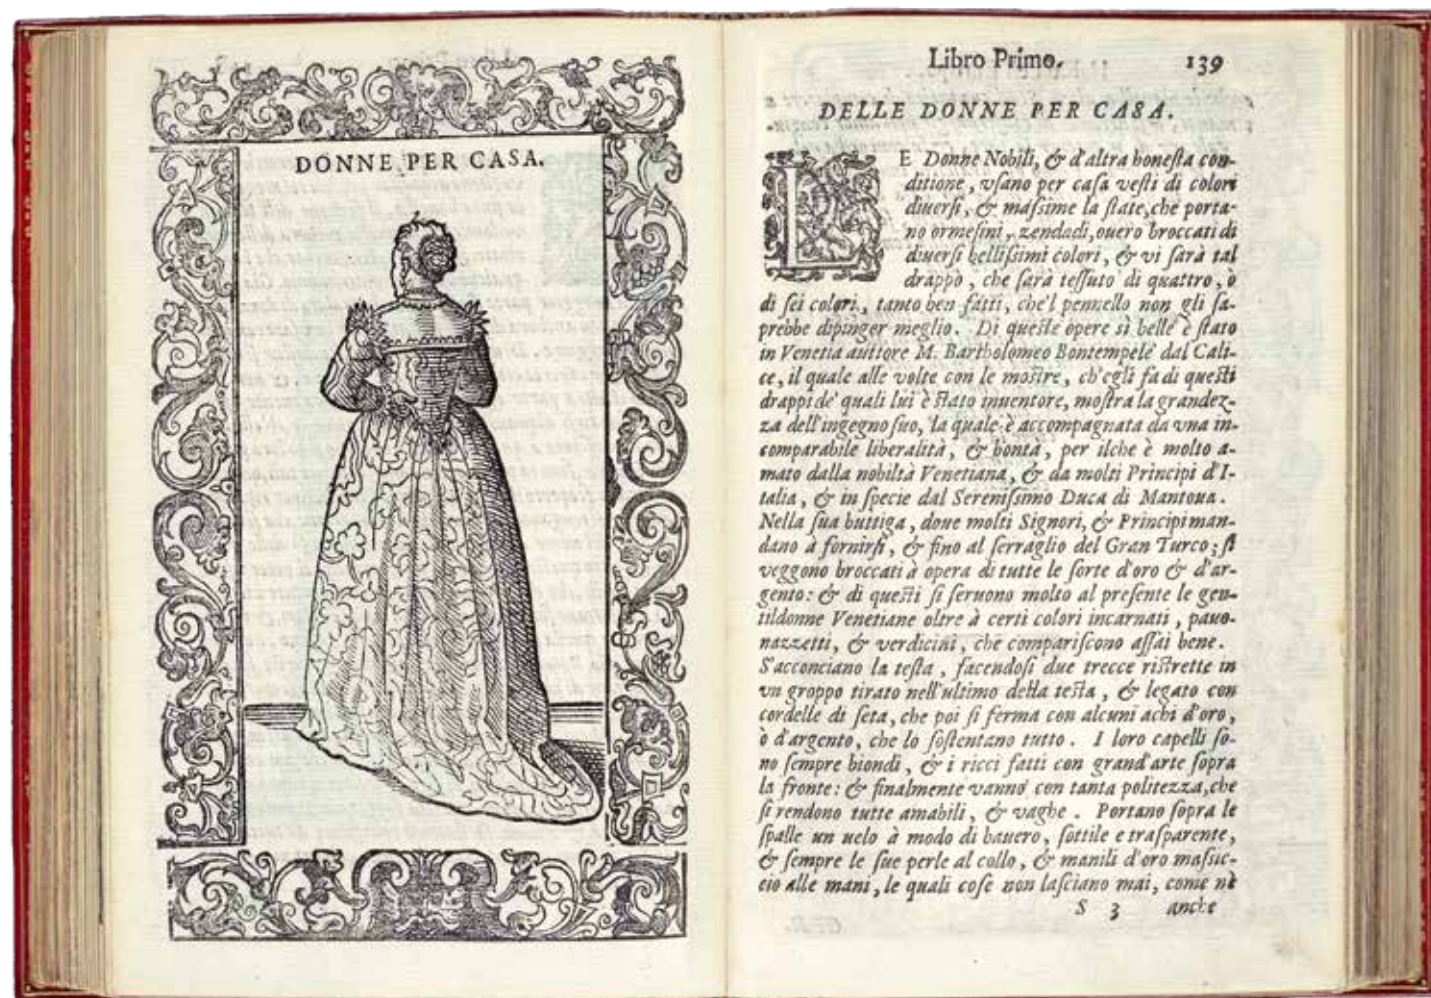 DONNE PER CASA.
Libro Primo. 139
DELLE DONNE PER CASA.
LE Donne Nobili, & d'altra honesta con-
ditione, vſano per caſa veſti di colori
diuerſi, & maſsime la ſtate, che porta-
no ormeſini, zendadi, ouero broccati di
diuerſi belliſsimi colori, & vi ſarà tal
drappo, che ſarà teſſuto di quattro, ò
di ſei colori, tanto ben fatti, che'l pennello non gli ſa-
prebbe dipinger meglio. Di queſte opere sì belle è ſtato
in Venetia auttore M. Bartholomeo Bontempele dal Cali-
ce, il quale alle volte con le moſtre, ch'egli fa di queſti
drappi de' quali lui è ſtato inuentore, moſtra la grandez-
za dell'ingegno ſuo, la quale è accompagnata da vna in-
comparabile liberalità, & bontà, per ilche è molto a-
mato dalla nobiltà Venetiana, & da molti Principi d'I-
talia, & in ſpecie dal Sereniſsimo Duca di Mantoua.
Nella ſua buttiga, doue molti Signori, & Principi man-
dano à fornirſi, & fino al ſerraglio del Gran Turco; ſi
veggono broccati à opera di tutte le ſorte d'oro & d'ar-
gento: & di queſti ſi ſeruono molto al preſente le gen-
tildonne Venetiane oltre à certi colori incarnati, pauo-
nazzetti, & verdicini, che compariſcono aſſai bene.
S'acconciano la teſta, facendoſi due trecce riſtrette in
vn groppo tirato nell'ultimo della teſta, & legato con
cordelle di ſeta, che poi ſi ferma con alcuni achi d'oro,
ò d'argento, che lo ſoſtentano tutto. I loro capelli ſo-
no ſempre biondi, & i ricci fatti con grand'arte ſopra
la fronte: & finalmente vanno con tanta politezza, che
ſi rendono tutte amabili, & vaghe. Portano ſopra le
ſpalle un uelo à modo di bauero, ſottile e traſparente,
& ſempre le ſue perle al collo, & manili d'oro maſsic-
cio alle mani, le quali coſe non laſciano mai, come nè
S 3 anche